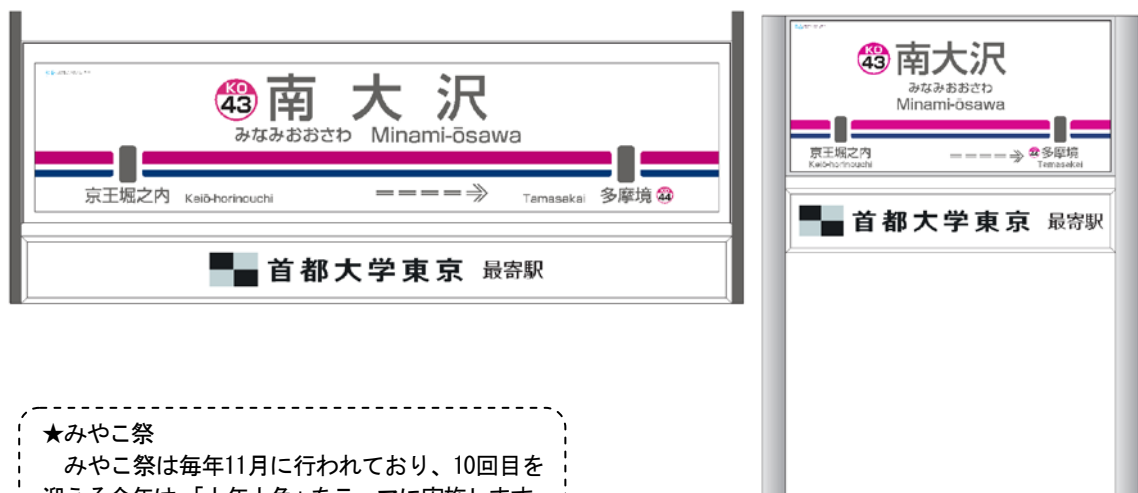 KO
43
南大沢
みなみおおさわ Minami-ōsawa
京王堀之内 Keiō-horinouchi
Tamasakai 多摩境 44
首都大学東京 最寄駅
KO
43
南大沢
みなみおおさわ
Minami-ōsawa
京王堀之内
Keiō-horinouchi
多摩境
Tamasakai
首都大学東京 最寄駅
★みやこ祭
みやこ祭は毎年11月に行われており、10回目を